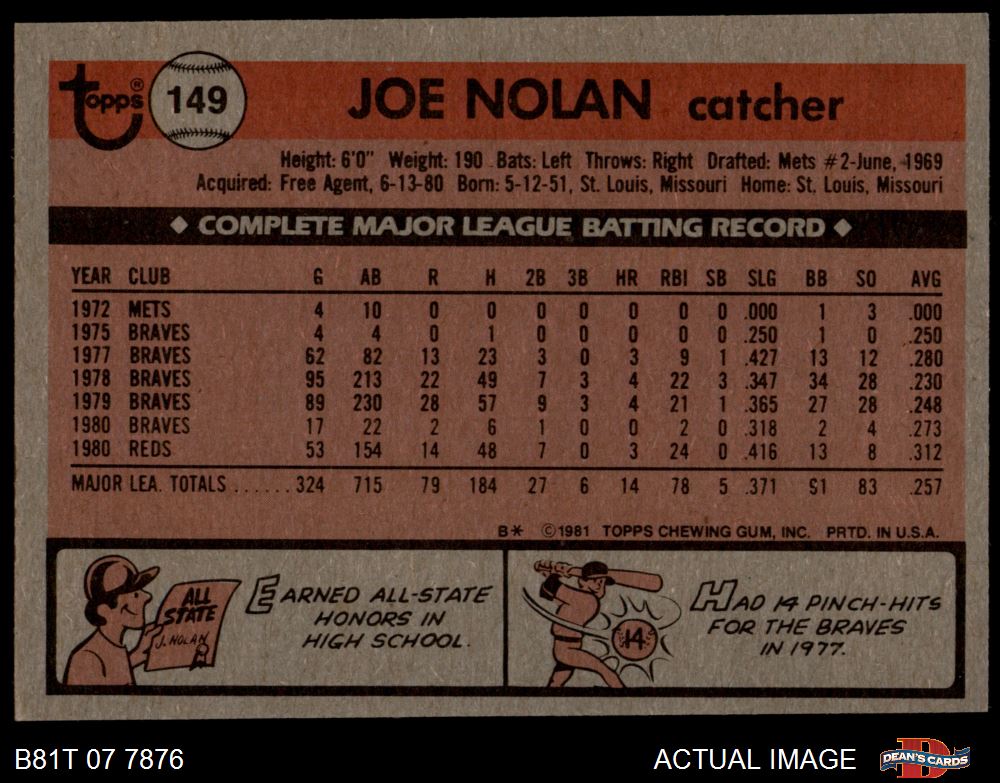 Topps® 149 JOE NOLAN catcher
Height: 6'0" Weight: 190 Bats: Left Throws: Right Drafted: Mets #2-June, 1969
Acquired: Free Agent, 6-13-80 Born: 5-12-51, St. Louis, Missouri Home: St. Louis, Missouri
◆ COMPLETE MAJOR LEAGUE BATTING RECORD ◆
YEAR CLUB G AB R H 2B 3B HR RBI SB SLG BB SO AVG
1972 METS 4 10 0 0 0 0 0 0 0 .000 1 3 .000
1975 BRAVES 4 4 0 1 0 0 0 0 0 .250 1 0 .250
1977 BRAVES 62 82 13 23 3 0 3 9 1 .427 13 12 .280
1978 BRAVES 95 213 22 49 7 3 4 22 3 .347 34 28 .230
1979 BRAVES 89 230 28 57 9 3 4 21 1 .365 27 28 .248
1980 BRAVES 17 22 2 6 1 0 0 2 0 .318 2 4 .273
1980 REDS 53 154 14 48 7 0 3 24 0 .416 13 8 .312
MAJOR LEA. TOTALS ......324 715 79 184 27 6 14 78 5 .371 91 83 .257
B* ©1981 TOPPS CHEWING GUM, INC. PRTD. IN U.S.A.
ALL
STATE
J. NOLAN
EARNED ALL-STATE
HONORS IN
HIGH SCHOOL.
14
HAD 14 PINCH-HITS
FOR THE BRAVES
IN 1977.
B81T 07 7876
ACTUAL IMAGE
DEAN'S CARDS